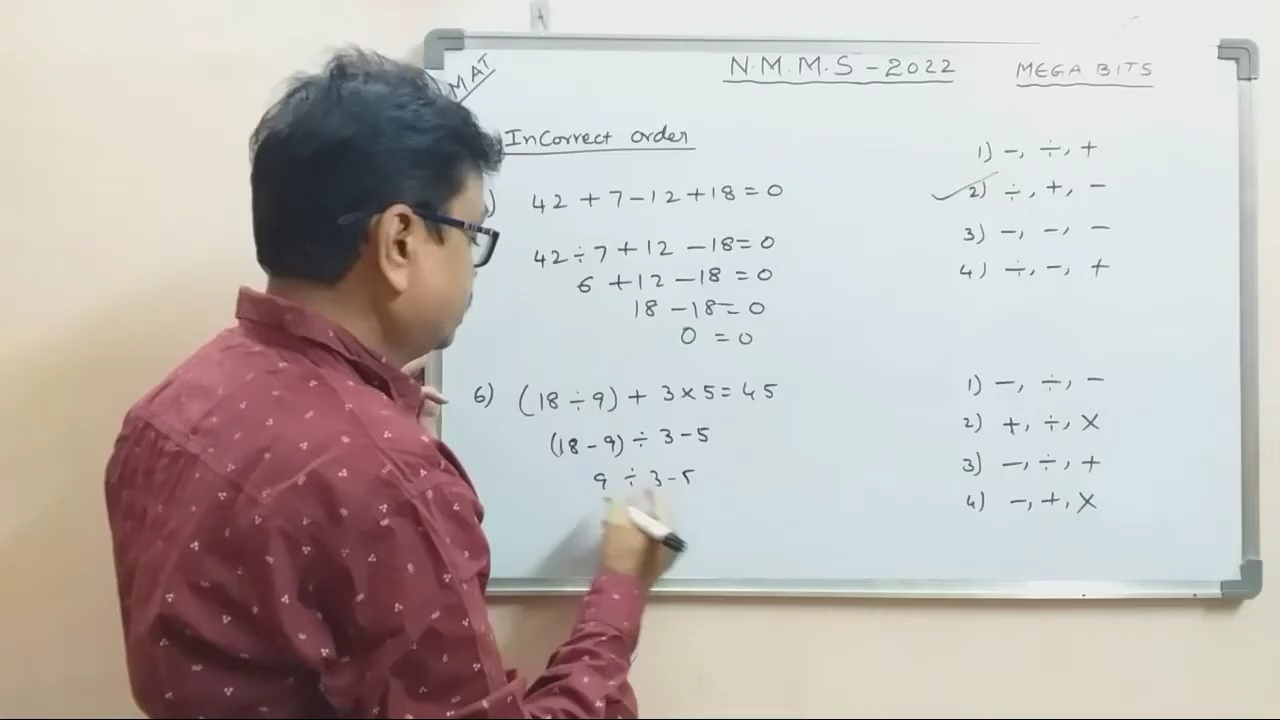 MAT
N.M.M.S - 2022
MEGA BITS
InCorrect order
) 42 + 7 - 12 + 18 = 0
42 ÷ 7 + 12 - 18 = 0
6 + 12 - 18 = 0
18 - 18 = 0
0 = 0
1) -, ÷, +
2) ÷, +, -
3) -, -, -
4) ÷, -, +
6) (18 ÷ 9) + 3 × 5 = 45
(18 - 9) ÷ 3 - 5
9 ÷ 3 - 5
1) -, ÷, -
2) +, ÷, ×
3) -, ÷, +
4) -, +, ×